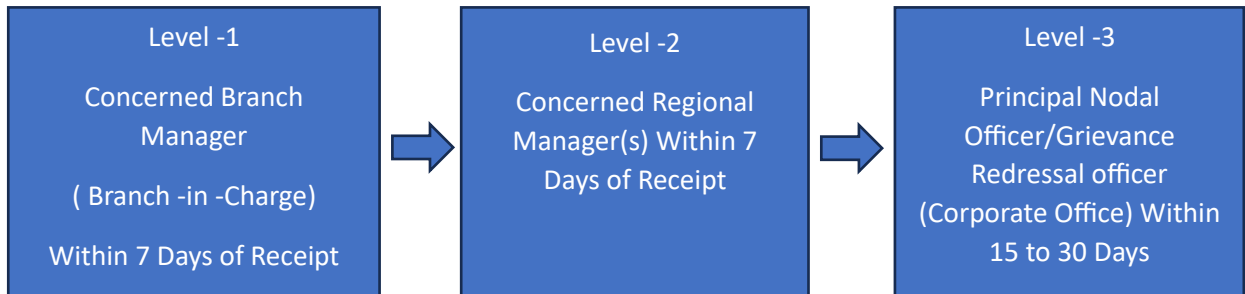 Level -1
Concerned Branch
Manager
( Branch -in -Charge)
Within 7 Days of Receipt
Level -2
Concerned Regional
Manager(s) Within 7
Days of Receipt
Level -3
Principal Nodal
Officer/Grievance
Redressal officer
(Corporate Office) Within
15 to 30 Days